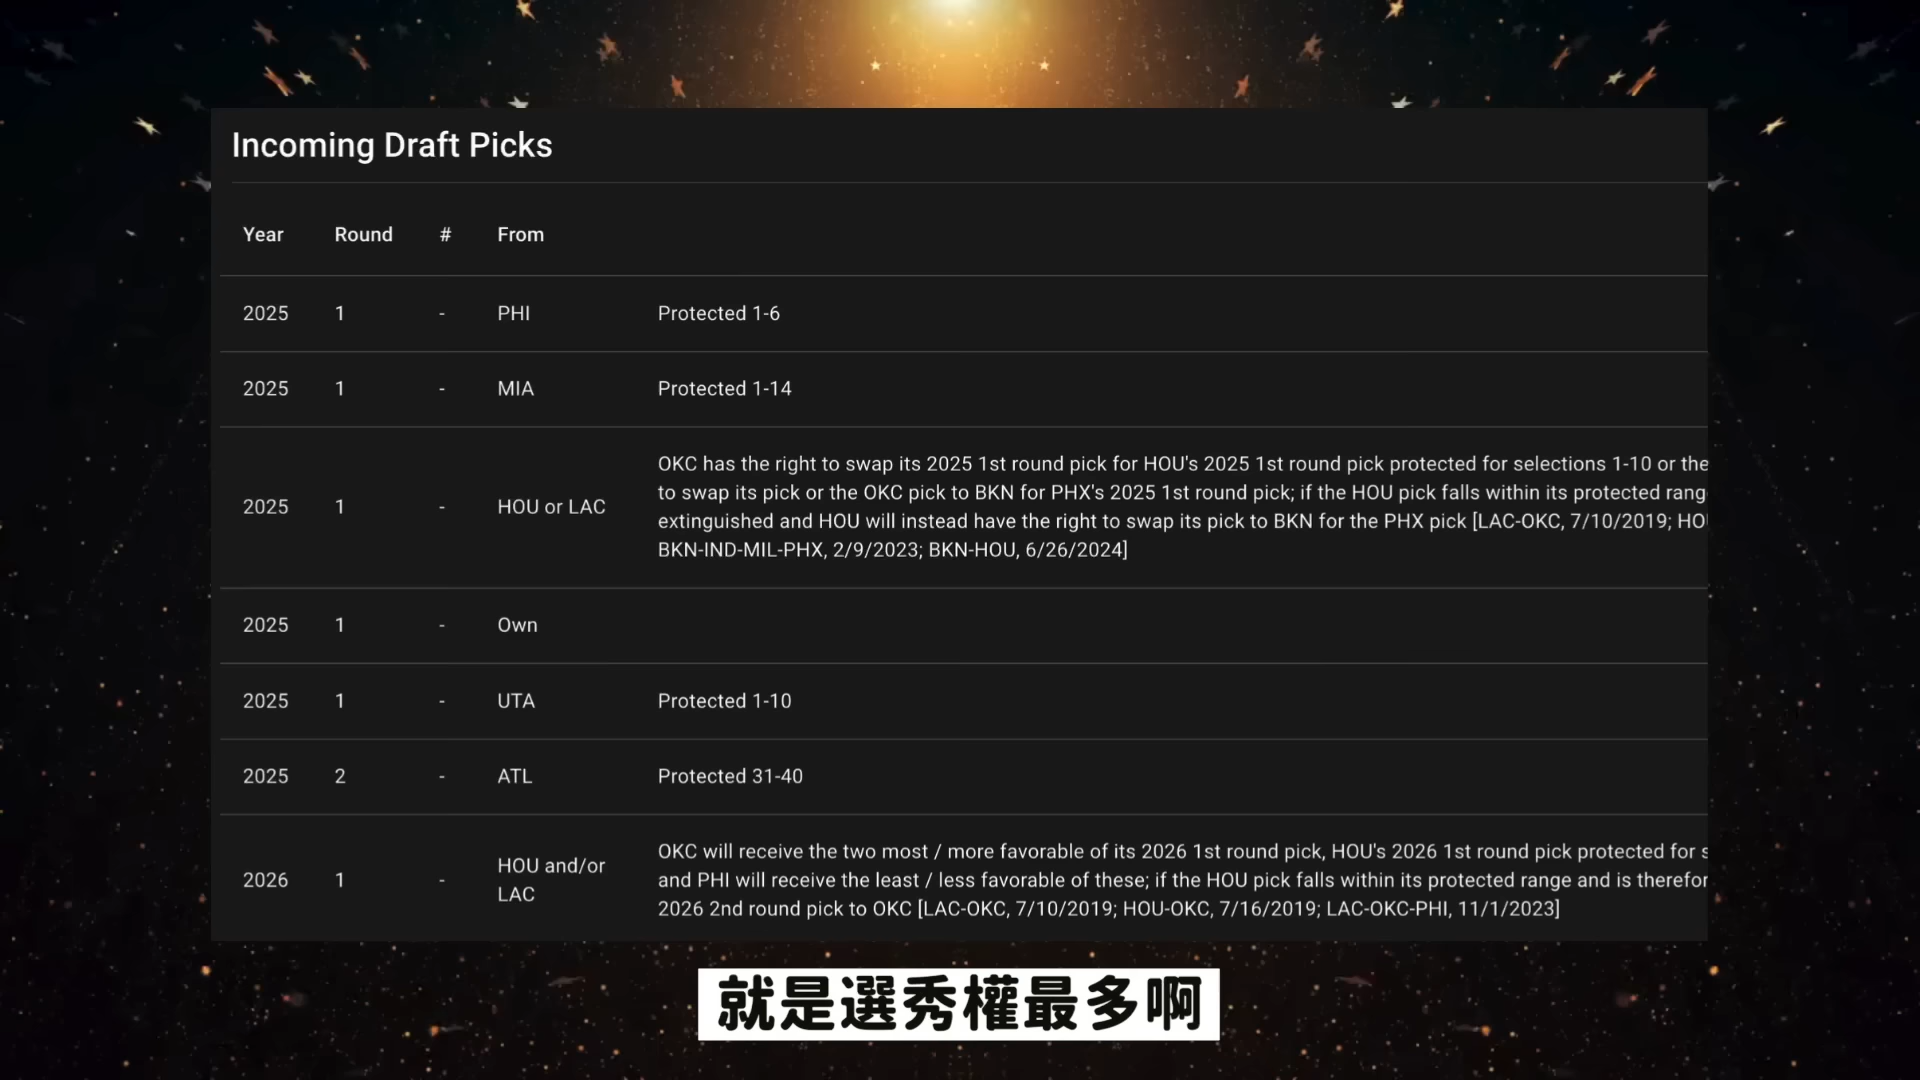 Incoming Draft Picks
Year Round # From
2025 1 - PHI Protected 1-6
2025 1 - MIA Protected 1-14
2025 1 - HOU or LAC
OKC has the right to swap its 2025 1st round pick for HOU's 2025 1st round pick protected for selections 1-10 or the
to swap its pick or the OKC pick to BKN for PHX's 2025 1st round pick; if the HOU pick falls within its protected rang
extinguished and HOU will instead have the right to swap its pick to BKN for the PHX pick [LAC-OKC, 7/10/2019;
BKN-IND-MIL-PHX, 2/9/2023; BKN-HOU, 6/26/2024]
2025 1 - Own
2025 1 - UTA Protected 1-10
2025 2 - ATL Protected 31-40
2026 1 - HOU and/or
LAC
OKC will receive the two most / more favorable of its 2026 1st round pick, HOU's 2026 1st round pick protected for
and PHI will receive the least / less favorable of these; if the HOU pick falls within its protected range and is therefor
2026 2nd round pick to OKC [LAC-OKC, 7/10/2019; HOU-OKC, 7/16/2019; LAC-OKC-PHI, 11/1/2023]
就是選秀權最多啊